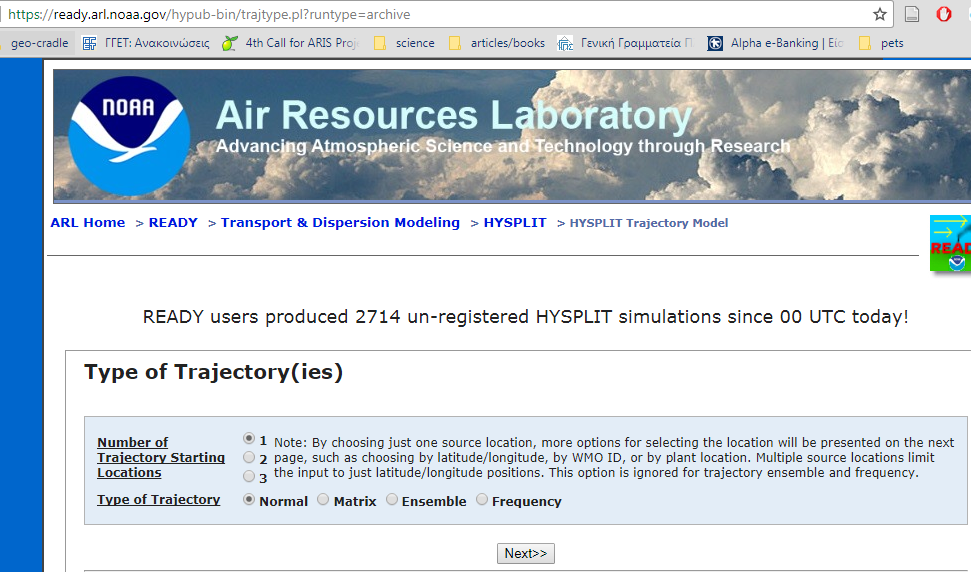 https://ready.arl.noaa.gov/hypub-bin/trajtype.pl?runtype=archive
geo-cradle ΓΓΕΤ: Ανακοινώσεις 4th Call for ARIS Proje science articles/books Γενική Γραμματεία Alpha e-Banking | Είσ pets
NOAA
Air Resources Laboratory
Advancing Atmospheric Science and Technology through Research
ARL Home > READY > Transport & Dispersion Modeling > HYSPLIT > HYSPLIT Trajectory Model
READ
READY users produced 2714 un-registered HYSPLIT simulations since 00 UTC today!
Type of Trajectory(ies)
Number of Trajectory Starting Locations
1
2
3
Note: By choosing just one source location, more options for selecting the location will be presented on the next
page, such as choosing by latitude/longitude, by WMO ID, or by plant location. Multiple source locations limit
the input to just latitude/longitude positions. This option is ignored for trajectory ensemble and frequency.
Type of Trajectory Normal Matrix Ensemble Frequency
Next>>